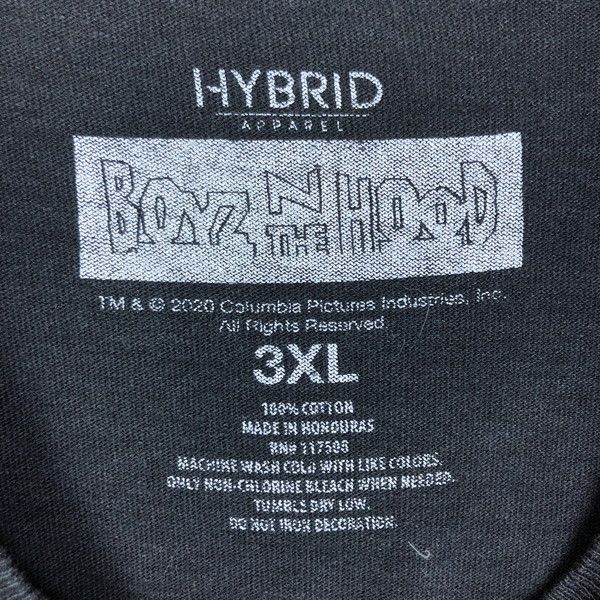 HYBRID
APPAREL
BOYZ N THE HOOD
TM & © 2020 Columbia Pictures Industries, Inc.
All Rights Reserved.
3XL
100% COTTON
MADE IN HONDURAS
RN# 117508
MACHINE WASH COLD WITH LIKE COLORS.
ONLY NON-CHLORINE BLEACH WHEN NEEDED.
TUMBLE DRY LOW.
DO NOT IRON DECORATION.